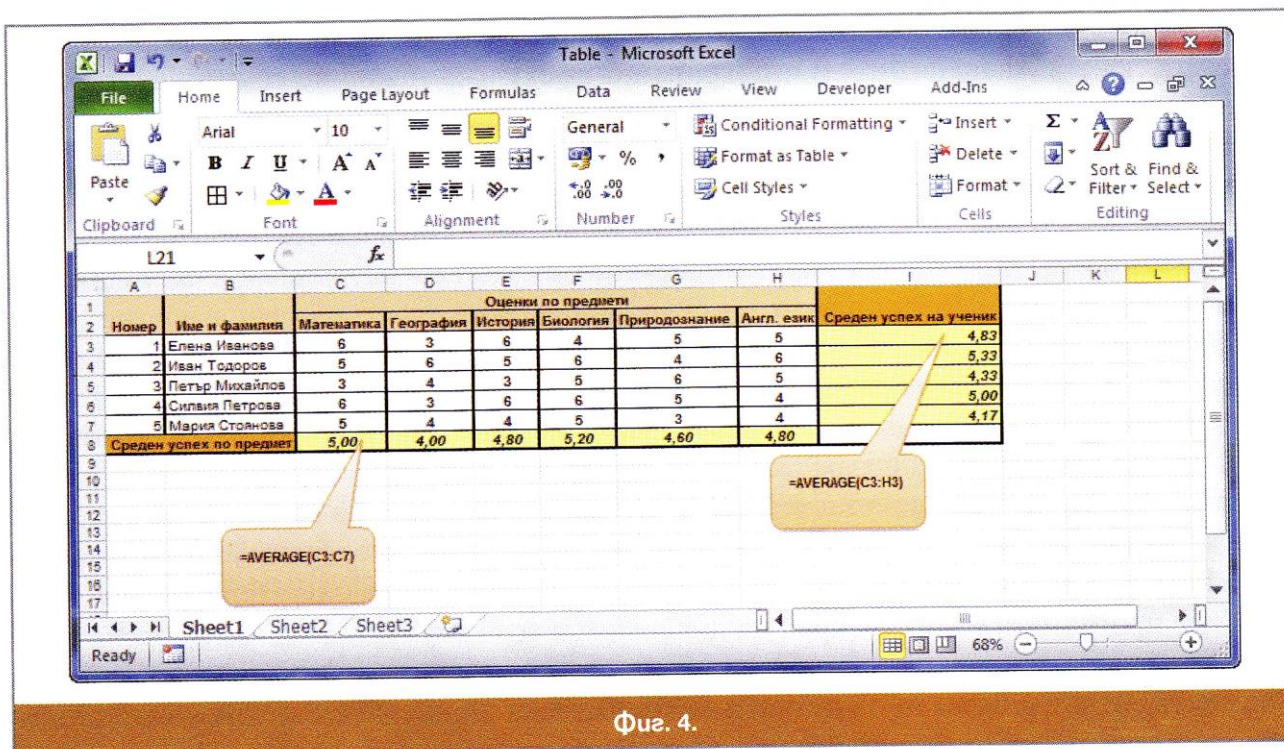 Table - Microsoft Excel
File Home Insert Page Layout Formulas Data Review View Developer Add-Ins
Arial 10 General Conditional Formatting Insert Σ
Paste B I U A A % , Format as Table Delete Sort & Filter Find & Select
A Cell Styles Format
Clipboard Font Alignment Number Styles Cells Editing
L21 fx
A B C D E F G H I J K L
1 Оценки по предмети
2 Номер Име и фамилия Математика География История Биология Природознание Англ. език Среден успех на ученик
3 1 Елена Иванова 6 3 6 4 5 5 4,83
4 2 Иван Тодоров 5 6 5 6 4 6 5,33
5 3 Петър Михайлов 3 4 3 5 6 5 4,33
6 4 Силвия Петрова 6 3 6 6 5 4 5,00
7 5 Мария Стоянова 5 4 4 5 3 4 4,17
8 Среден успех по предмет 5,00 4,00 4,80 5,20 4,60 4,80
9
10
11
12
13
14
15
16
17
=AVERAGE(C3:H3)
=AVERAGE(C3:C7)
Sheet1 Sheet2 Sheet3
Ready 68%
Фиг. 4.